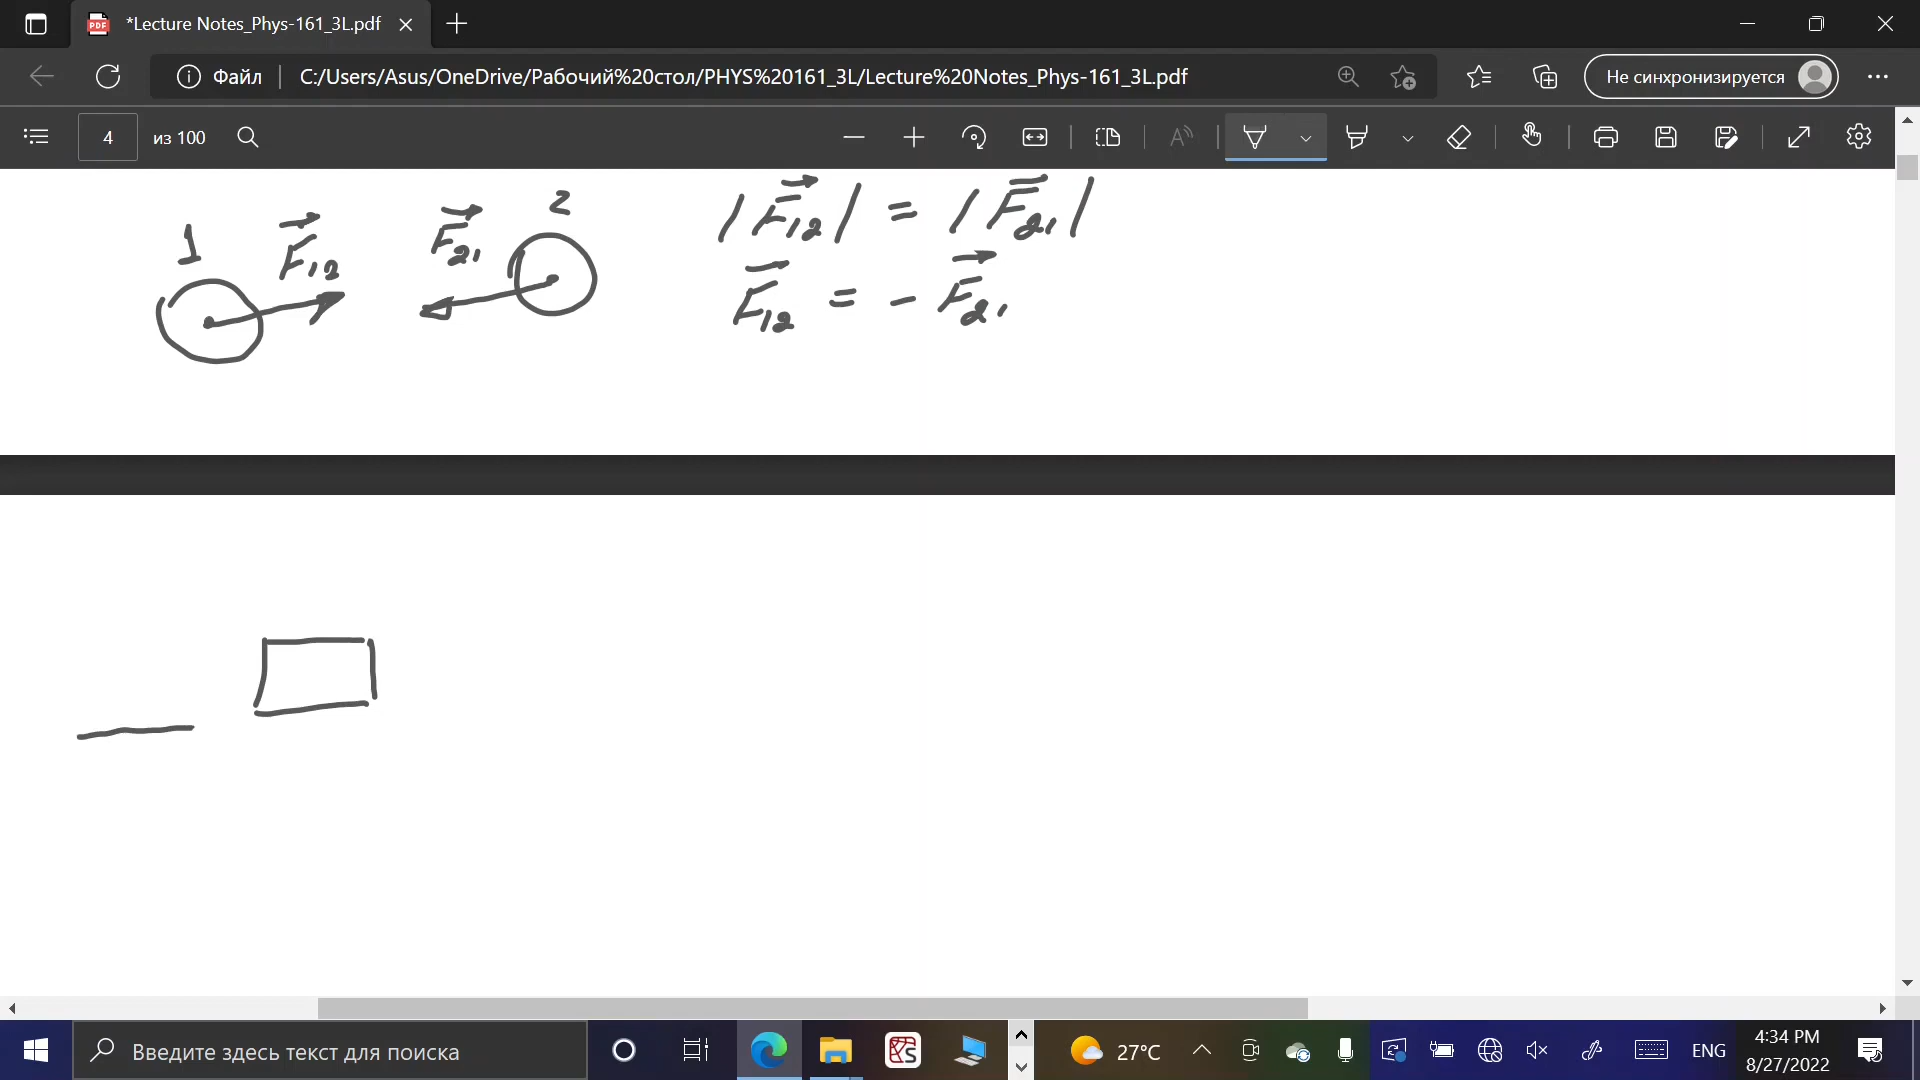 *Lecture Notes_Phys-161_3L.pdf
Файл C:/Users/Asus/OneDrive/Рабочий%20стол/PHYS%20161_3L/Lecture%20Notes_Phys-161_3L.pdf Не синхронизируется
4 из 100
1 F₁₂ F₂₁ 2 |F₁₂| = |F₂₁|
F₁₂ = - F₂₁
Введите здесь текст для поиска 27°C ENG 4:34 PM
8/27/2022